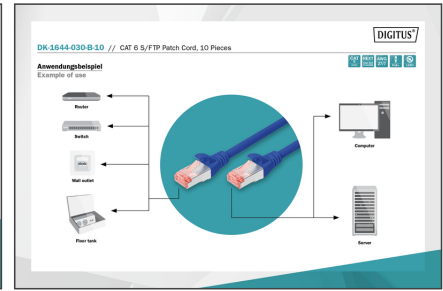 DIGITUS®
DK-1644-030-B-10 // CAT 6 S/FTP Patch Cord, 10 Pieces
Anwendungsbeispiel
Example of use
Router
Switch
Wall outlet
Floor tank
Computer
Server